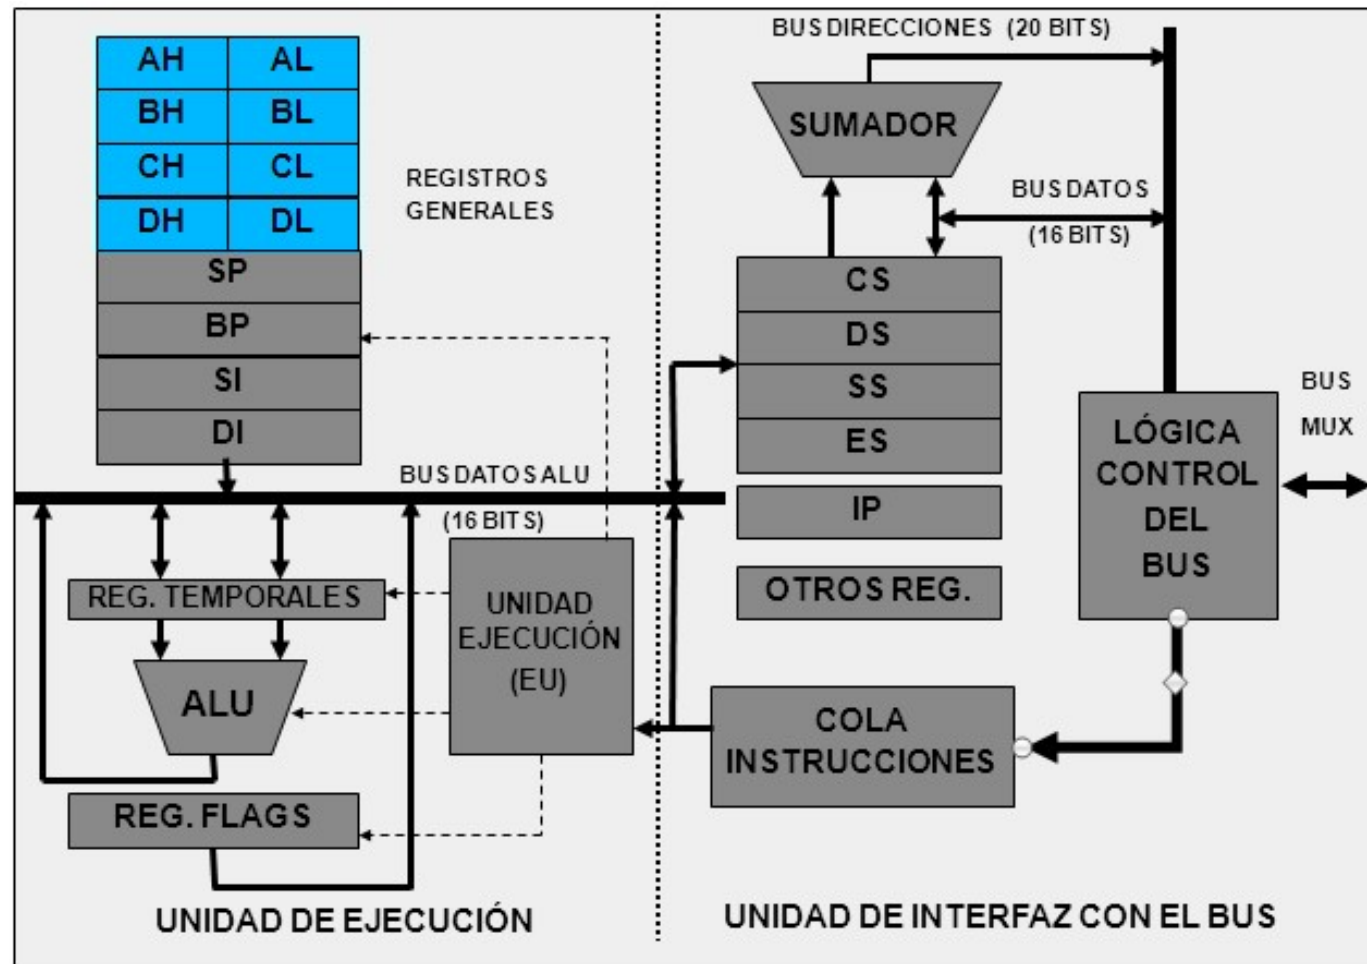 AH AL
BH BL
CH CL
DH DL
SP
BP
SI
DI
REGISTROS
GENERALES
BUS DATOS ALU
(16 BITS)
REG. TEMPORALES
ALU
REG. FLAGS
UNIDAD
EJECUCIÓN
(EU)
UNIDAD DE EJECUCIÓN
BUS DIRECCIONES (20 BITS)
SUMADOR
BUS DATOS
(16 BITS)
CS
DS
SS
ES
IP
OTROS REG.
COLA
INSTRUCCIONES
LÓGICA
CONTROL
DEL
BUS
BUS
MUX
UNIDAD DE INTERFAZ CON EL BUS